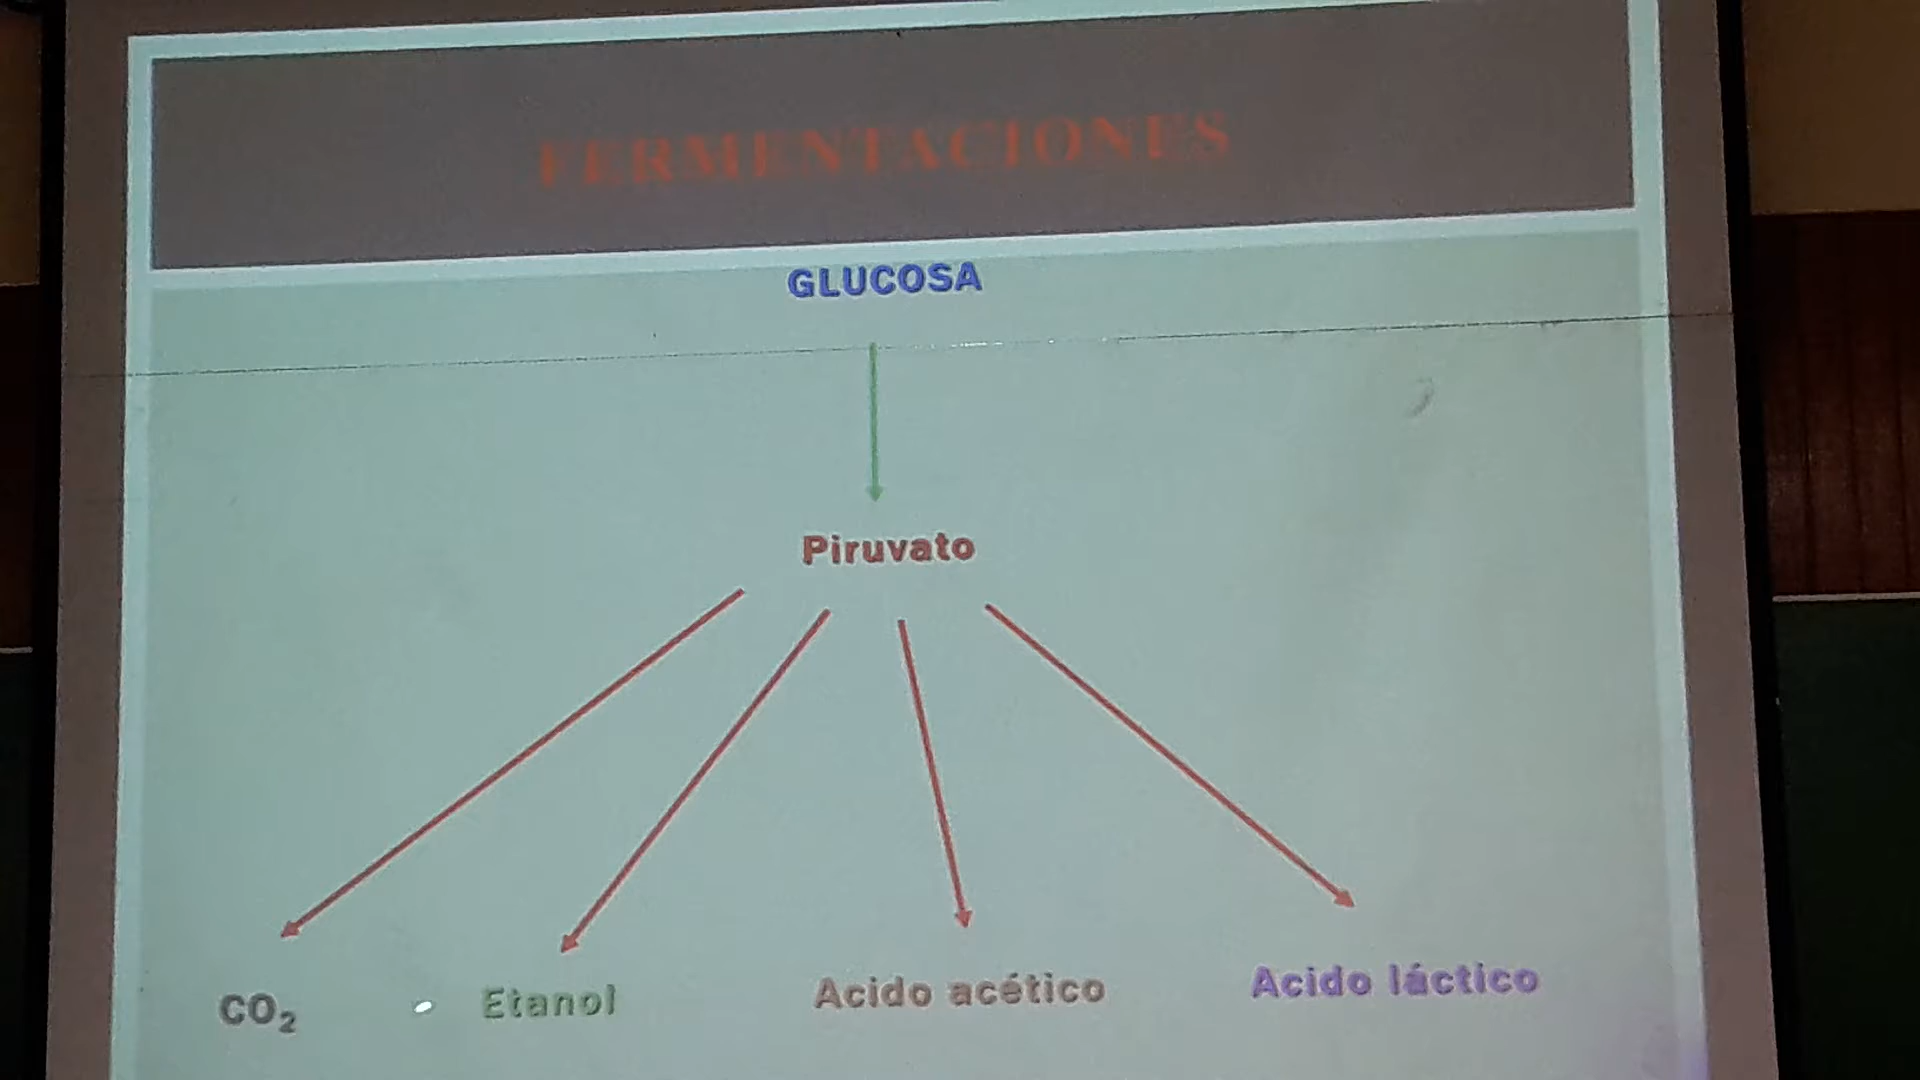 FERMENTACIONES
GLUCOSA
Piruvato
CO₂
Etanol
Acido acético
Acido láctico